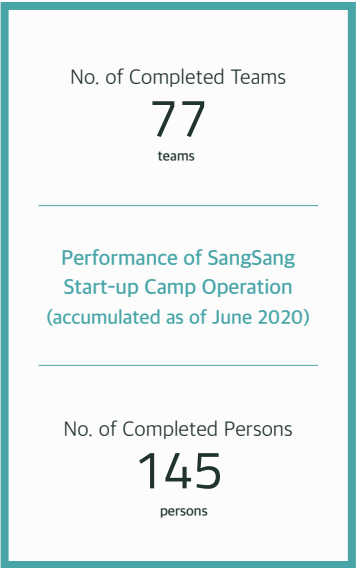 No. of Completed Teams
77
teams
Performance of SangSang
Start-up Camp Operation
(accumulated as of June 2020)
No. of Completed Persons
145
persons